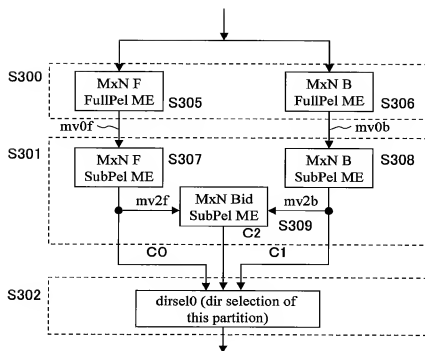 S300
MxN F
FullPel ME
S305
MxN B
FullPel ME
S306
mv0f
mv0b
S301
MxN F
SubPel ME
S307
MxN B
SubPel ME
S308
mv2f
MxN Bid
SubPel ME
mv2b
S309
C2
C0
C1
S302
dirsel0 (dir selection of
this partition)